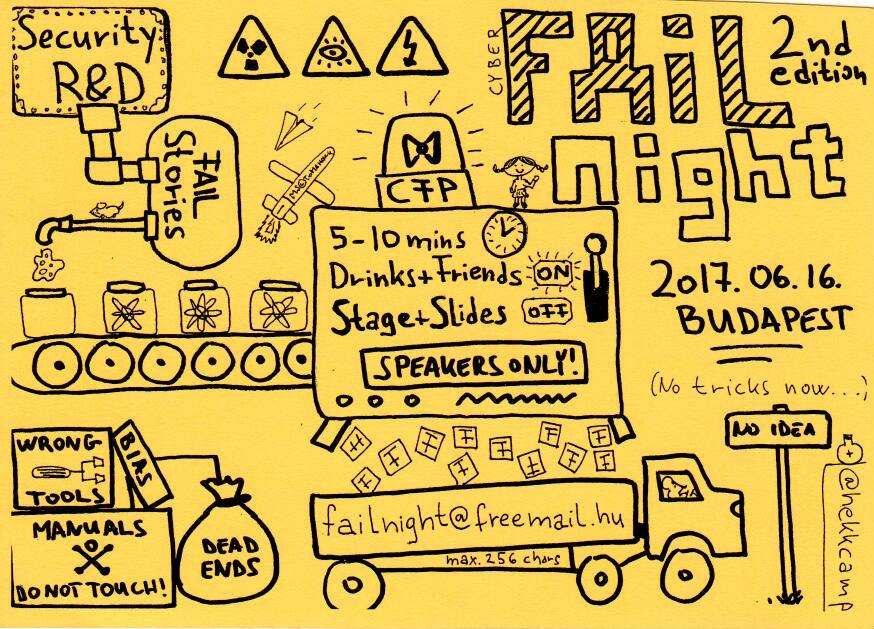 Security
R&D
FAIL
Stories
CYBER
FAiL
night
2nd
edition
CFP
5-10 mins
Drinks+Friends ON
Stage+Slides OFF
SPEAKERS ONLY!
2017.06.16.
BUDAPEST
(No tricks now...)
NO IDEA
@hekkcamp
WRONG
TOOLS
BIAS
MANUALS
DO NOT TOUCH!
DEAD
ENDS
F F F F F F F F F F F F
failnight@freemail.hu
max. 256 chars